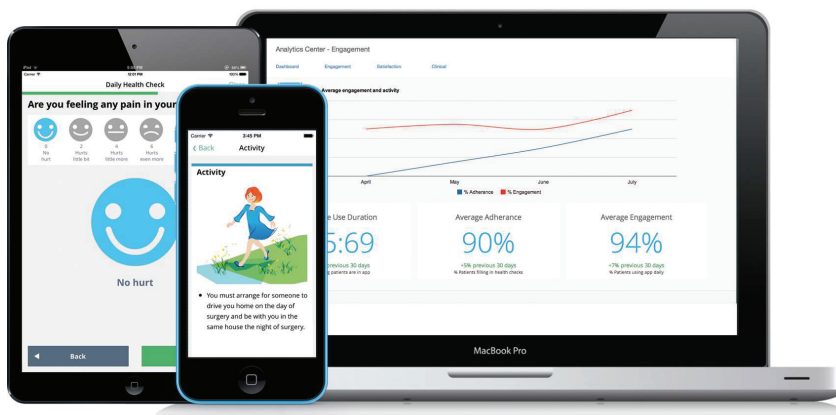 Carrier
12:01 PM
100%
Daily Health Check
Are you feeling any pain in your
0
2
4
6
No
hurt
Hurts
little bit
Hurts
little more
Hurts
even more
No hurt
Back
Carrier
3:45 PM
Back
Activity
Activity
• You must arrange for someone to
drive you home on the day of
surgery and be with you in the
same house the night of surgery.
Analytics Center - Engagement
Dashboard
Engagement
Satisfaction
Clinical
Average engagement and activity
April
May
June
July
% Adherence
% Engagement
Use Duration
5:69
previous 30 days
patients are in app
Average Adherance
90%
+5% previous 30 days
% Patients filling in health checks
Average Engagement
94%
+7% previous 30 days
% Patients using app daily
MacBook Pro